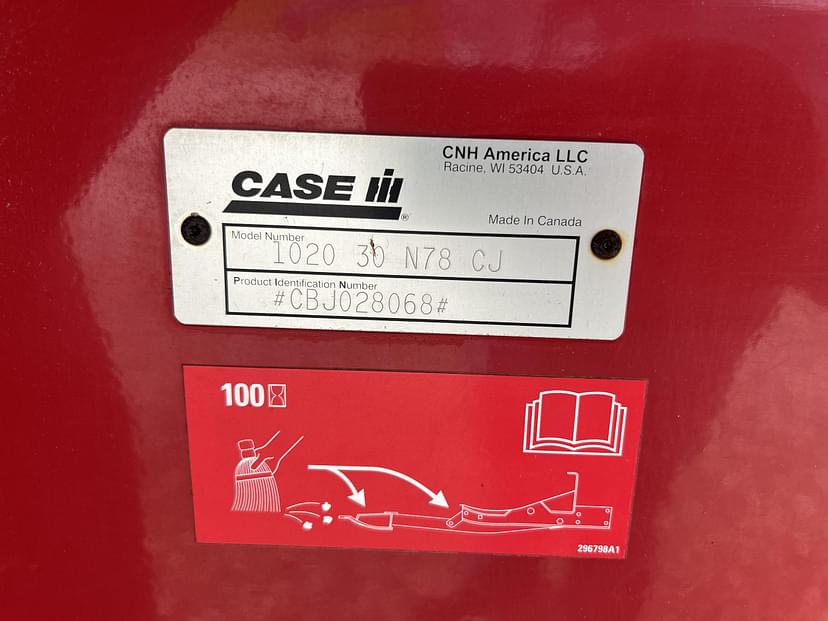 CNH America LLC
Racine, WI 53404 U.S.A.
CASE IH
®
Made In Canada
Model Number
1020 30 N78 CJ
Product Identification Number
#CBJ028068#
100
296798A1